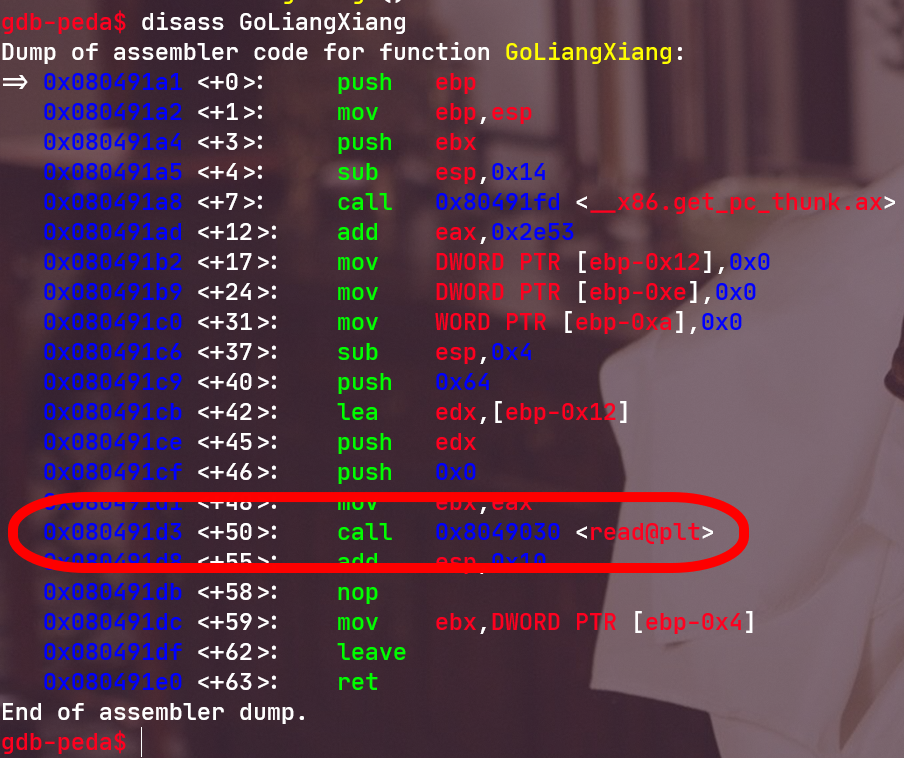 gdb-peda$ disass GoLiangXiang
Dump of assembler code for function GoLiangXiang:
=> 0x080491a1 <+0>: push ebp
0x080491a2 <+1>: mov ebp,esp
0x080491a4 <+3>: push ebx
0x080491a5 <+4>: sub esp,0x14
0x080491a8 <+7>: call 0x80491fd <__x86.get_pc_thunk.ax>
0x080491ad <+12>: add eax,0x2e53
0x080491b2 <+17>: mov DWORD PTR [ebp-0x12],0x0
0x080491b9 <+24>: mov DWORD PTR [ebp-0xe],0x0
0x080491c0 <+31>: mov WORD PTR [ebp-0xa],0x0
0x080491c6 <+37>: sub esp,0x4
0x080491c9 <+40>: push 0x64
0x080491cb <+42>: lea edx,[ebp-0x12]
0x080491ce <+45>: push edx
0x080491cf <+46>: push 0x0
0x080491d1 <+48>: mov ebx,eax
0x080491d3 <+50>: call 0x8049030 <read@plt>
0x080491d8 <+55>: add esp,0x10
0x080491db <+58>: nop
0x080491dc <+59>: mov ebx,DWORD PTR [ebp-0x4]
0x080491df <+62>: leave
0x080491e0 <+63>: ret
End of assembler dump.
gdb-peda$